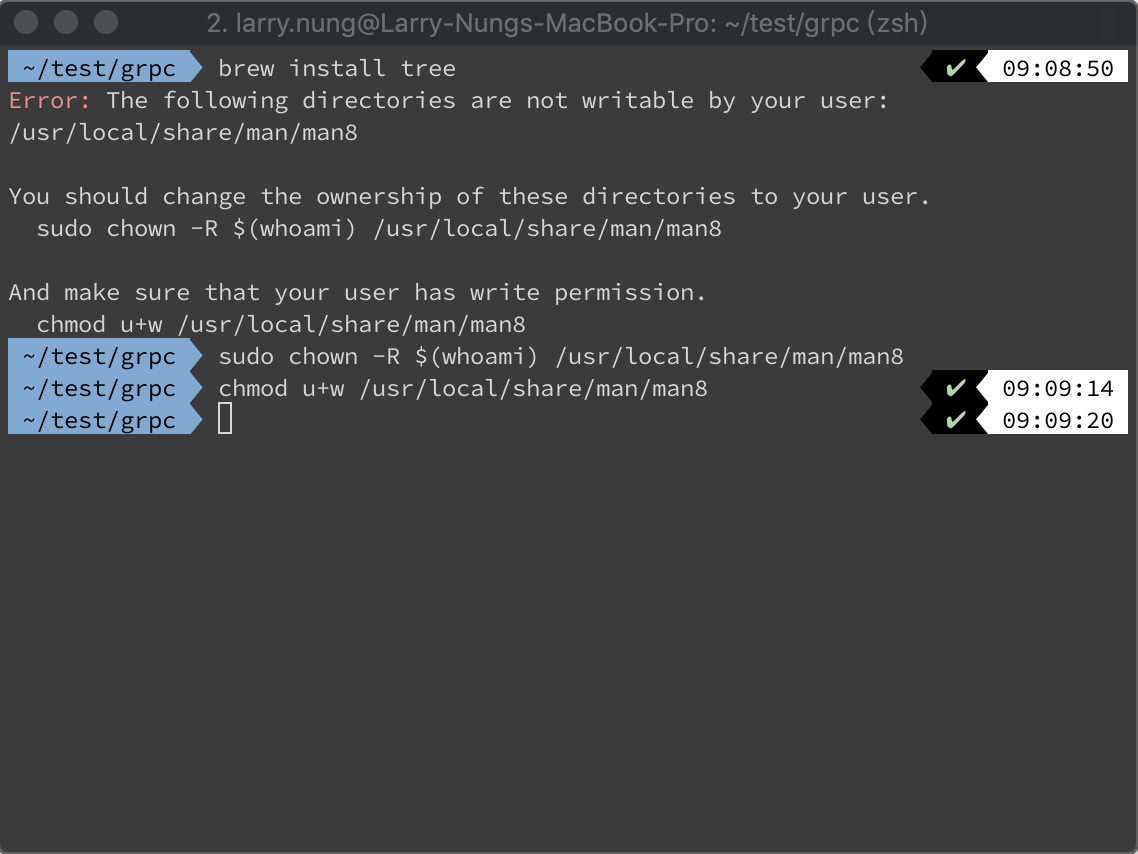 2. larry.nung@Larry-Nungs-MacBook-Pro: ~/test/grpc (zsh)
~/test/grpc brew install tree ✔ 09:08:50
Error: The following directories are not writable by your user:
/usr/local/share/man/man8
You should change the ownership of these directories to your user.
sudo chown -R $(whoami) /usr/local/share/man/man8
And make sure that your user has write permission.
chmod u+w /usr/local/share/man/man8
~/test/grpc sudo chown -R $(whoami) /usr/local/share/man/man8
~/test/grpc chmod u+w /usr/local/share/man/man8 ✔ 09:09:14
~/test/grpc ✔ 09:09:20